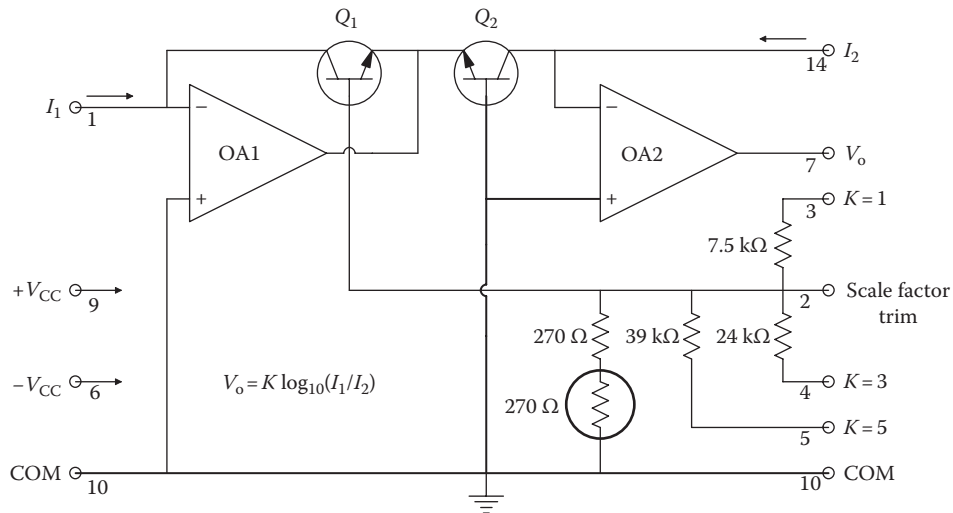 Q1
Q2
I1
1
OA1
OA2
14
I2
7
Vo
3
K = 1
7.5 kΩ
+VCC
9
2
Scale factor
trim
270 Ω
39 kΩ
24 kΩ
−VCC
6
Vo = K log10(I1/I2)
270 Ω
4
K = 3
5
K = 5
COM
10
10
COM
−
+
−
+